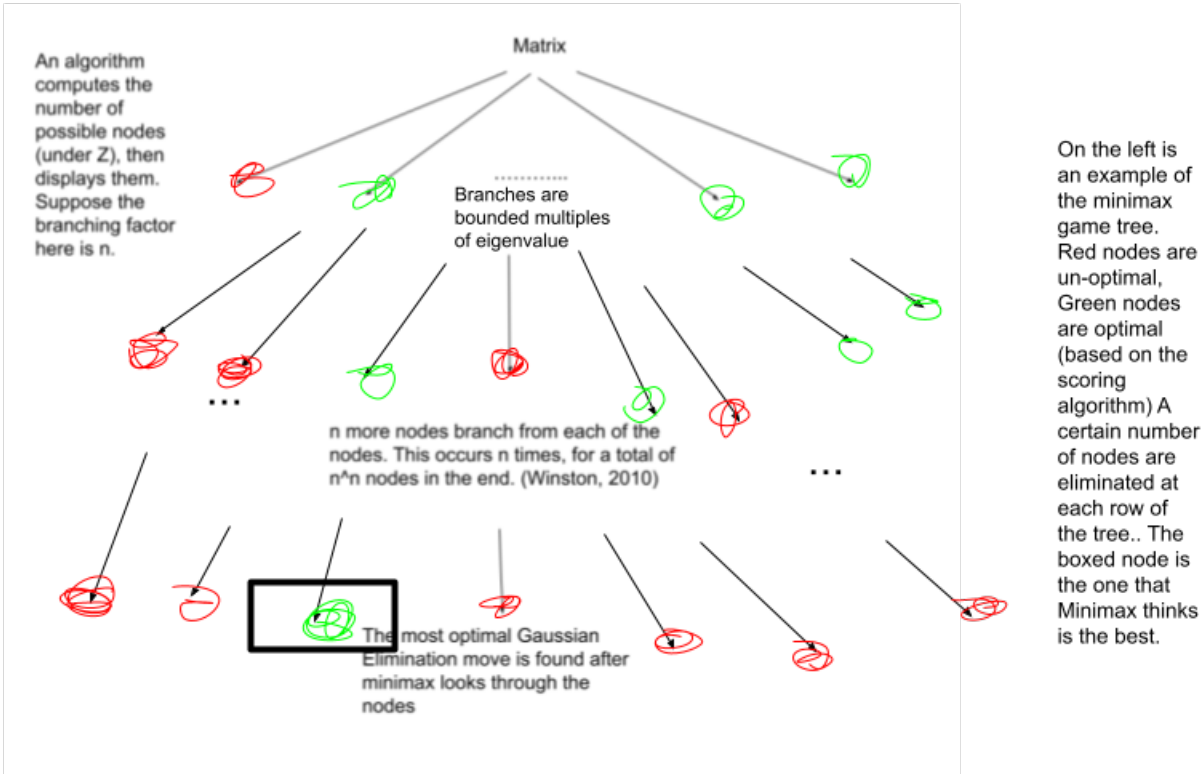 Matrix
An algorithm
computes the
number of
possible nodes
(under Z), then
displays them.
Suppose the
branching factor
here is n.
............
Branches are
bounded multiples
of eigenvalue
...
n more nodes branch from each of the
nodes. This occurs n times, for a total of
n^n nodes in the end. (Winston, 2010)
...
The most optimal Gaussian
Elimination move is found after
minimax looks through the
nodes
On the left is
an example of
the minimax
game tree.
Red nodes are
un-optimal,
Green nodes
are optimal
(based on the
scoring
algorithm) A
certain number
of nodes are
eliminated at
each row of
the tree.. The
boxed node is
the one that
Minimax thinks
is the best.